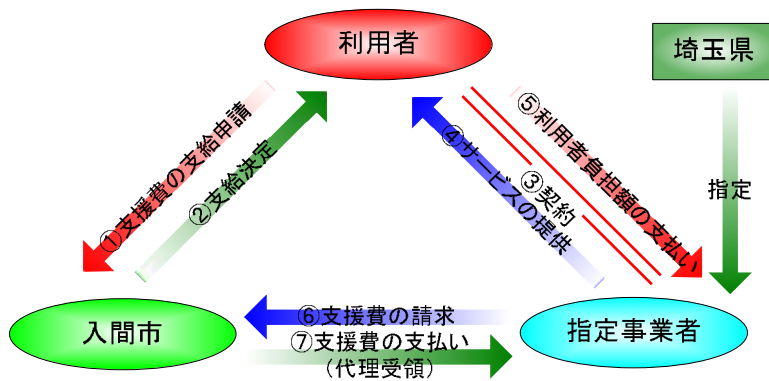 利用者
埼玉県
①支援費の支給申請
②支給決定
③契約
④サービスの提供
⑤利用者負担額の支払い
指定
入間市
指定事業者
⑥支援費の請求
⑦支援費の支払い
(代理受領)